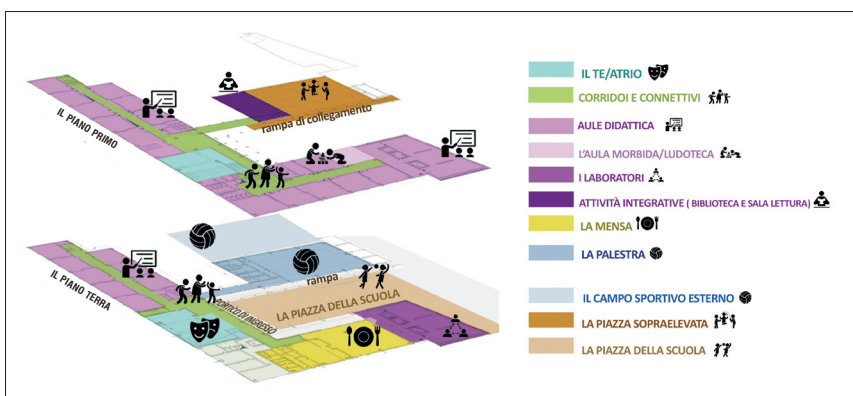 IL PIANO PRIMO
rampa di collegamento
IL PIANO TERRA
rampa
PORTICO DI INGRESSO
LA PIAZZA DELLA SCUOLA
IL TE/ATRIO
CORRIDOI E CONNETTIVI
AULE DIDATTICA
L'AULA MORBIDA/LUDOTECA
I LABORATORI
ATTIVITÀ INTEGRATIVE ( BIBLIOTECA E SALA LETTURA)
LA MENSA
LA PALESTRA
IL CAMPO SPORTIVO ESTERNO
LA PIAZZA SOPRAELEVATA
LA PIAZZA DELLA SCUOLA